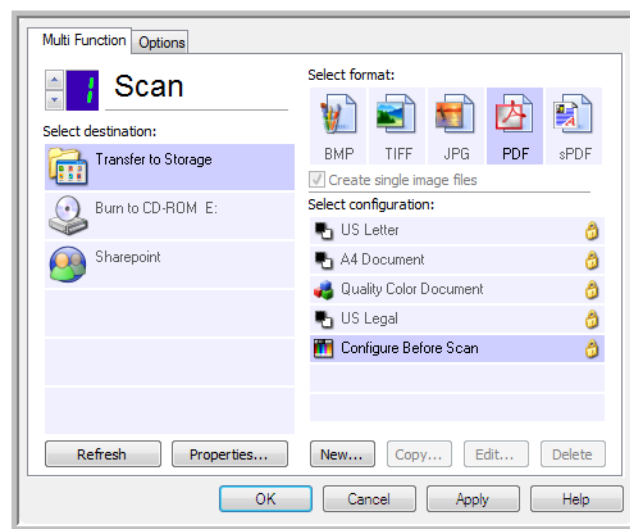 Multi Function
Options
1
Scan
Select destination:
Transfer to Storage
Burn to CD-ROM  E:
Sharepoint
Refresh
Properties...
Select format:
BMP
TIFF
JPG
PDF
sPDF
Create single image files
Select configuration:
US Letter
A4 Document
Quality Color Document
US Legal
Configure Before Scan
New...
Copy...
Edit...
Delete
OK
Cancel
Apply
Help